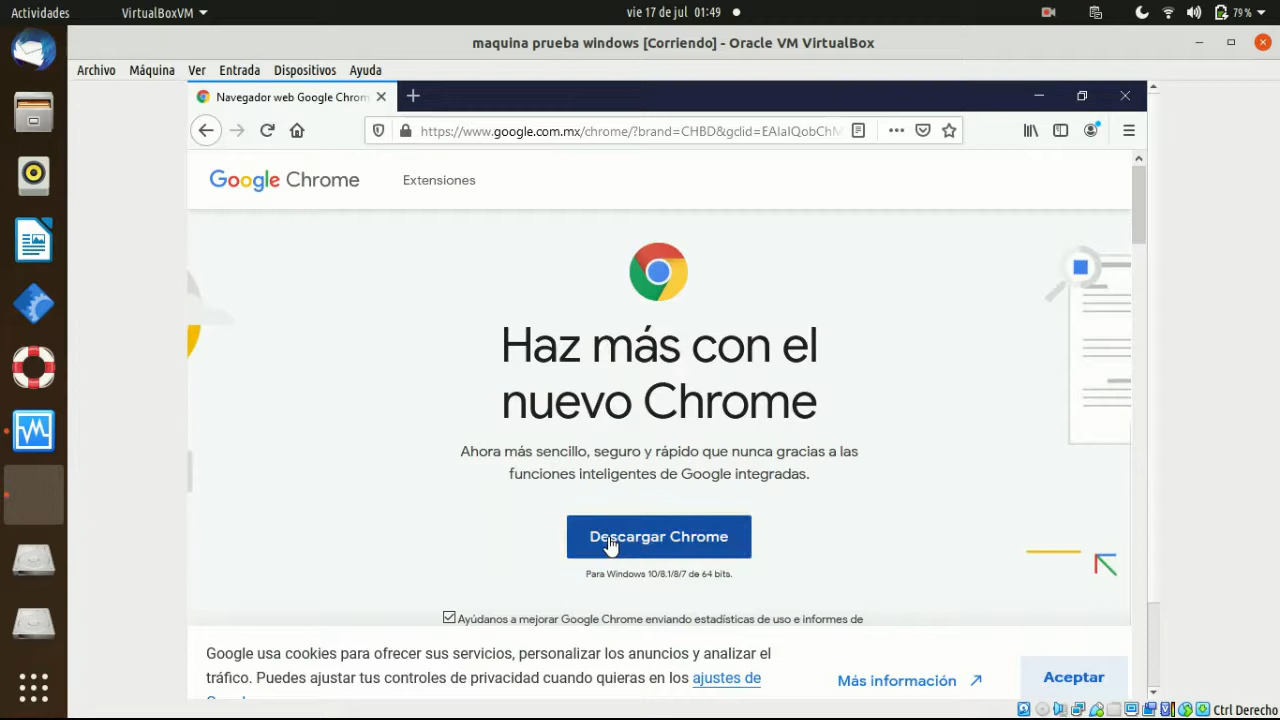 Actividades VirtualBoxVM vie 17 de jul 01:49 79 %
maquina prueba windows [Corriendo] - Oracle VM VirtualBox
Archivo Máquina Ver Entrada Dispositivos Ayuda
Navegador web Google Chrom
https://www.google.com.mx/chrome/?brand=CHBD&gclid=EAIaIQobChM
Google Chrome Extensiones
Haz más con el
nuevo Chrome
Ahora más sencillo, seguro y rápido que nunca gracias a las
funciones inteligentes de Google integradas.
Descargar Chrome
Para Windows 10/8.1/8/7 de 64 bits.
Ayúdanos a mejorar Google Chrome enviando estadísticas de uso e informes de
Google usa cookies para ofrecer sus servicios, personalizar los anuncios y analizar el
tráfico. Puedes ajustar tus controles de privacidad cuando quieras en los ajustes de
Más información Aceptar
Ctrl Derecho